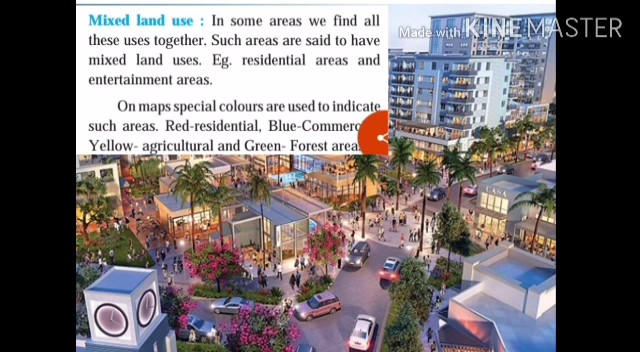 Mixed land use : In some areas we find all
these uses together. Such areas are said to have
mixed land uses. Eg. residential areas and
entertainment areas.
On maps special colours are used to indicate
such areas. Red-residential, Blue-Commerc
Yellow- agricultural and Green- Forest area
Made with KINEMASTER
CASA